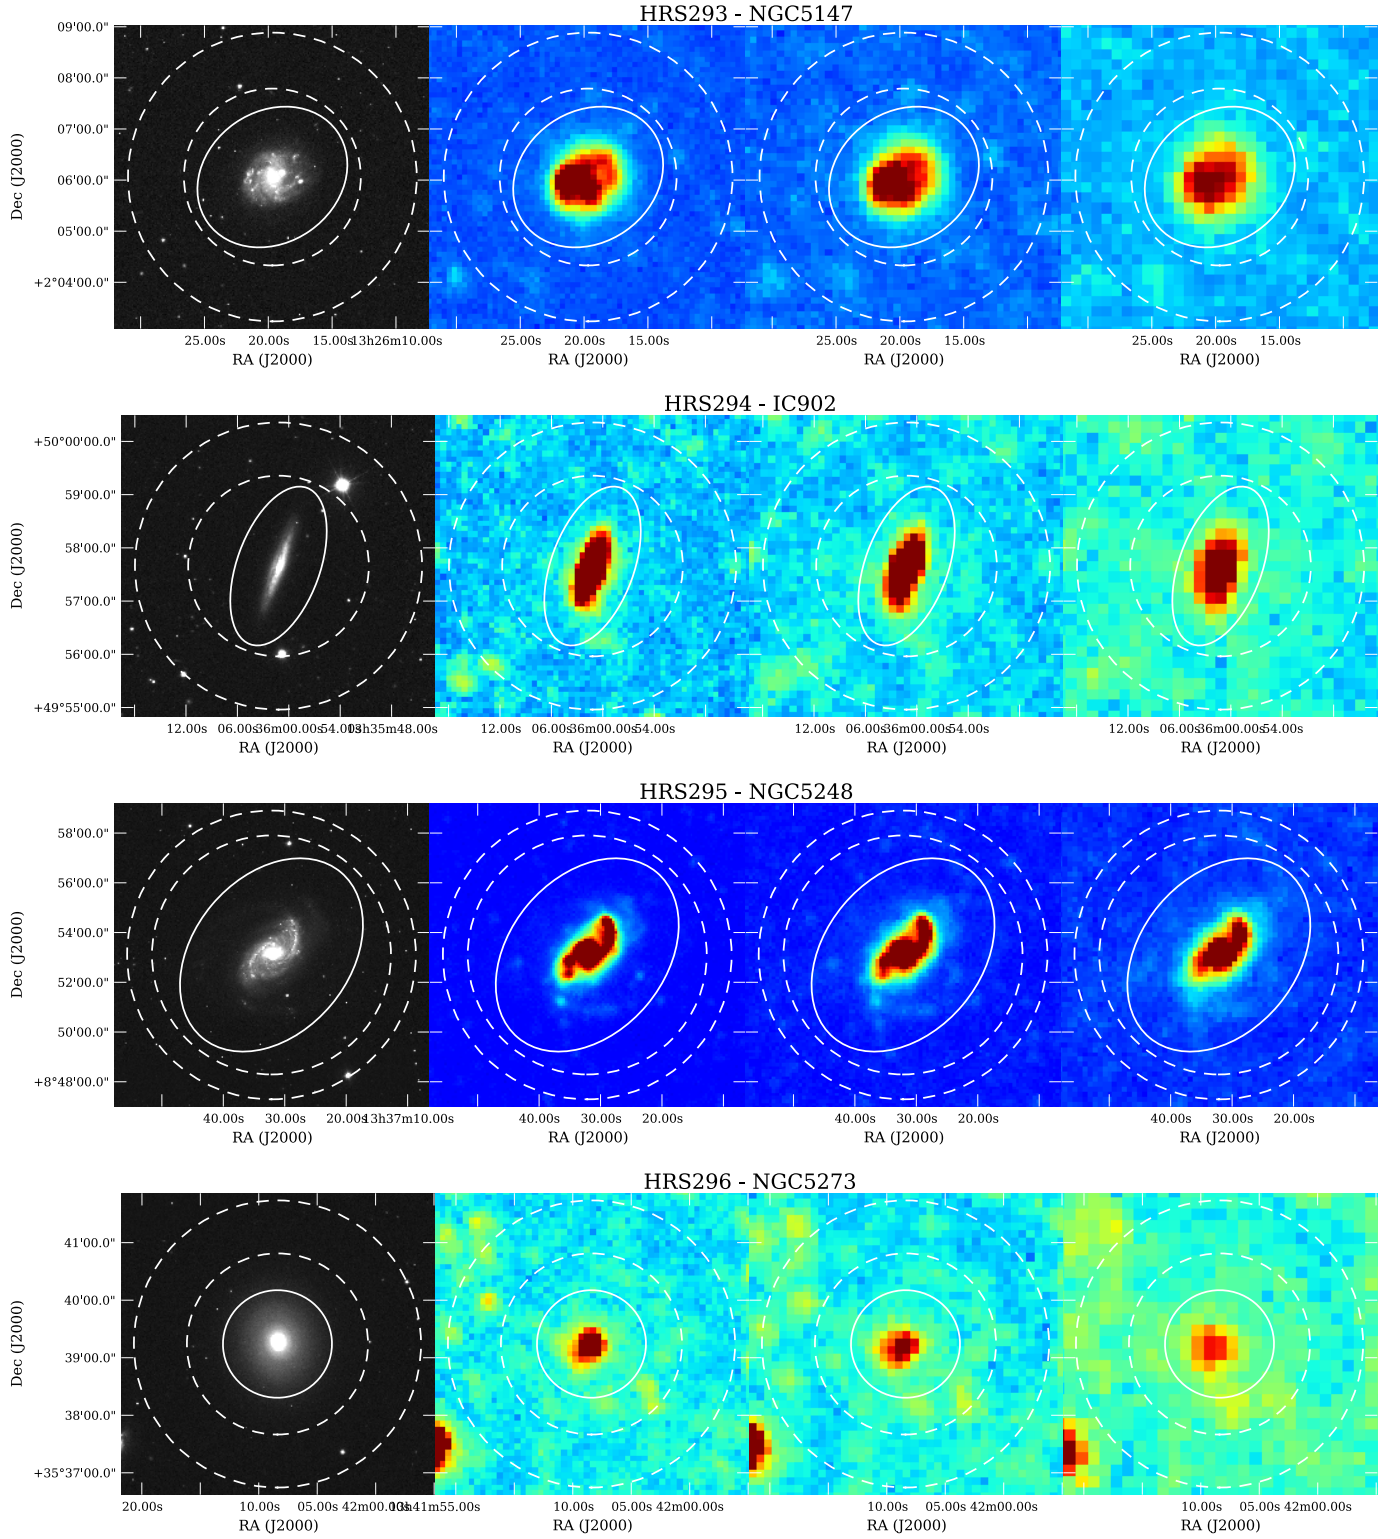 HRS293 - NGC5147
09'00.0"
08'00.0"
07'00.0"
06'00.0"
05'00.0"
+2°04'00.0"
Dec (J2000)
25.00s 20.00s 15.00s 13h26m10.00s 25.00s 20.00s 15.00s 25.00s 20.00s 15.00s 25.00s 20.00s 15.00s
RA (J2000) RA (J2000) RA (J2000) RA (J2000)
HRS294 - IC902
+50°00'00.0"
59'00.0"
58'00.0"
57'00.0"
56'00.0"
+49°55'00.0"
Dec (J2000)
12.00s 06.00s 36m00.00s 54.00s 13h35m48.00s 12.00s 06.00s 36m00.00s 54.00s 12.00s 06.00s 36m00.00s 54.00s 12.00s 06.00s 36m00.00s 54.00s
RA (J2000) RA (J2000) RA (J2000) RA (J2000)
HRS295 - NGC5248
58'00.0"
56'00.0"
54'00.0"
52'00.0"
50'00.0"
+8°48'00.0"
Dec (J2000)
40.00s 30.00s 20.00s 13h37m10.00s 40.00s 30.00s 20.00s 40.00s 30.00s 20.00s 40.00s 30.00s 20.00s
RA (J2000) RA (J2000) RA (J2000) RA (J2000)
HRS296 - NGC5273
41'00.0"
40'00.0"
39'00.0"
38'00.0"
+35°37'00.0"
Dec (J2000)
20.00s 10.00s 05.00s 42m00.00s 13h41m55.00s 10.00s 05.00s 42m00.00s 10.00s 05.00s 42m00.00s 10.00s 05.00s 42m00.00s
RA (J2000) RA (J2000) RA (J2000) RA (J2000)